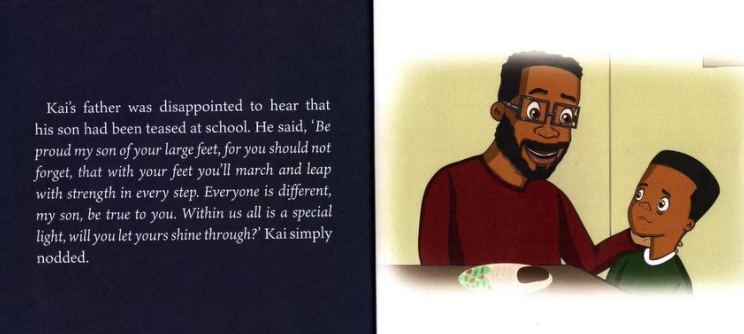 Kai's father was disappointed to hear that
his son had been teased at school. He said, 'Be
proud my son of your large feet, for you should not
forget, that with your feet you'll march and leap
with strength in every step. Everyone is different,
my son, be true to you. Within us all is a special
light, will you let yours shine through?' Kai simply
nodded.